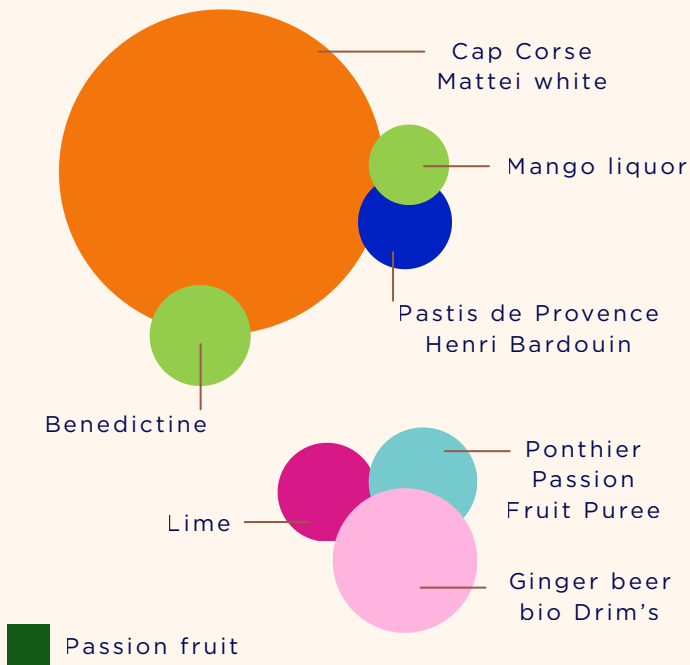 Cap Corse
Mattei white
Mango liquor
Pastis de Provence
Henri Bardouin
Benedictine
Ponthier
Passion
Fruit Puree
Lime
Ginger beer
bio Drim's
Passion fruit